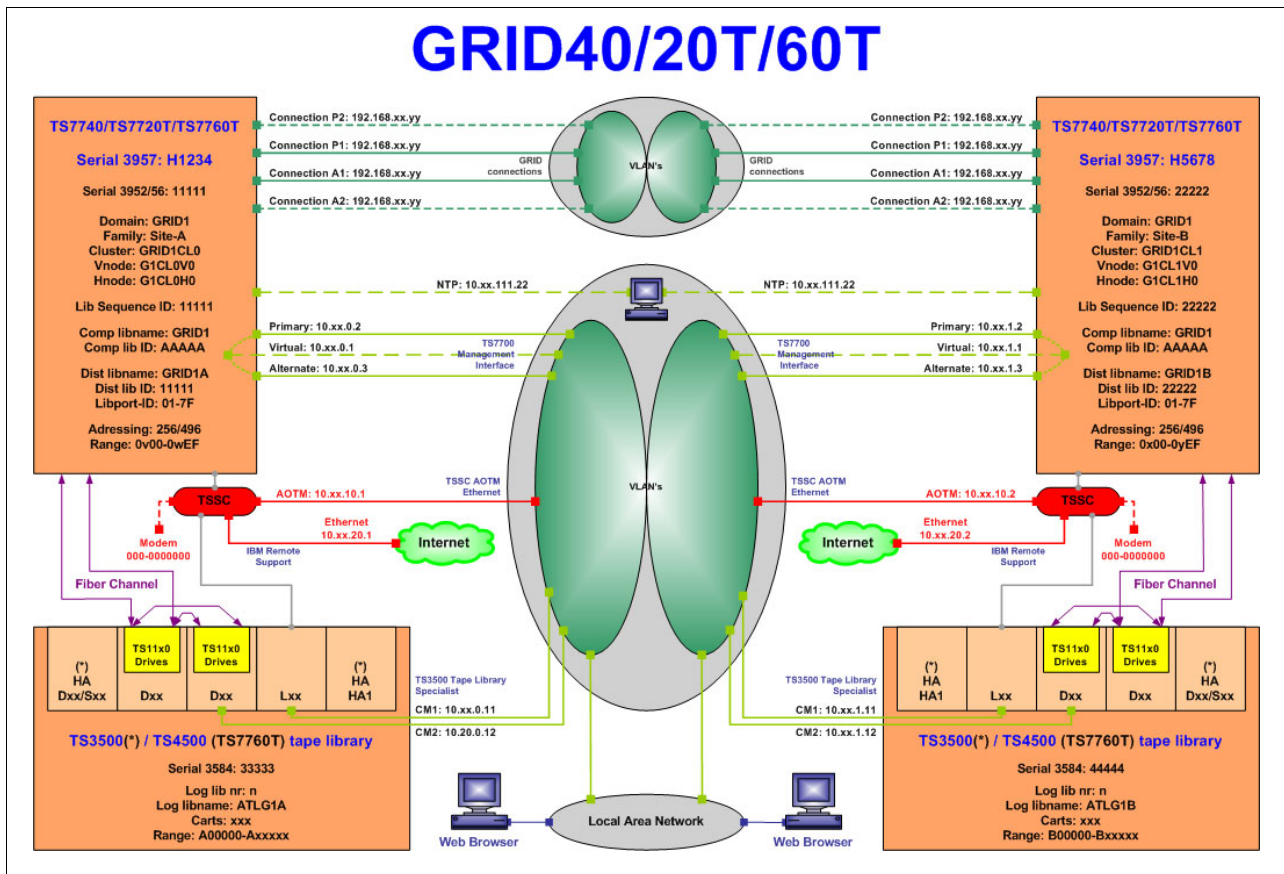 GRID40/20T/60T
TS7740/TS7720T/TS7760T
Serial 3957: H1234
Serial 3952/56: 11111
Domain: GRID1
Family: Site-A
Cluster: GRID1CL0
Vnode: G1CL0V0
Hnode: G1CL0H0
Lib Sequence ID: 11111
Comp libname: GRID1
Comp lib ID: AAAAA
Dist libname: GRID1A
Dist lib ID: 11111
Libport-ID: 01-7F
Adressing: 256/496
Range: 0v00-0wEF
Connection P2: 192.168.xx.yy
Connection P1: 192.168.xx.yy
GRID
connections
Connection A1: 192.168.xx.yy
Connection A2: 192.168.xx.yy
VLAN's
Connection P2: 192.168.xx.yy
Connection P1: 192.168.xx.yy
GRID
connections
Connection A1: 192.168.xx.yy
Connection A2: 192.168.xx.yy
TS7740/TS7720T/TS7760T
Serial 3957: H5678
Serial 3952/56: 22222
Domain: GRID1
Family: Site-B
Cluster: GRID1CL1
Vnode: G1CL1V0
Hnode: G1CL1H0
Lib Sequence ID: 22222
Comp libname: GRID1
Comp lib ID: AAAAA
Dist libname: GRID1B
Dist lib ID: 22222
Libport-ID: 01-7F
Adressing: 256/496
Range: 0x00-0yEF
NTP: 10.xx.111.22
NTP: 10.xx.111.22
Primary: 10.xx.0.2
Virtual: 10.xx.0.1
Alternate: 10.xx.0.3
TS7700
Management
Interface
TS7700
Management
Interface
Primary: 10.xx.1.2
Virtual: 10.xx.1.1
Alternate: 10.xx.1.3
VLAN's
TSSC
AOTM: 10.xx.10.1
TSSC AOTM
Ethernet
Ethernet
10.xx.20.1
Internet
IBM Remote
Support
Modem
000-0000000
Fiber Channel
TSSC AOTM
Ethernet
AOTM: 10.xx.10.2
TSSC
Ethernet
10.xx.20.2
Internet
IBM Remote
Support
Modem
000-0000000
Fiber Channel
(*)
HA
Dxx/Sxx
TS11x0
Drives
Dxx
TS11x0
Drives
Dxx
Lxx
(*)
HA
HA1
TS3500 Tape Library
Specialist
CM1: 10.xx.0.11
CM2: 10.20.0.12
TS3500(*) / TS4500 (TS7760T) tape library
Serial 3584: 33333
Log lib nr: n
Log libname: ATLG1A
Carts: xxx
Range: A00000-Axxxxx
TS3500 Tape Library
Specialist
CM1: 10.xx.1.11
CM2: 10.xx.1.12
(*)
HA
HA1
Lxx
TS11x0
Drives
Dxx
TS11x0
Drives
Dxx
(*)
HA
Dxx/Sxx
TS3500(*) / TS4500 (TS7760T) tape library
Serial 3584: 44444
Log lib nr: n
Log libname: ATLG1B
Carts: xxx
Range: B00000-Bxxxxx
Web Browser
Local Area Network
Web Browser